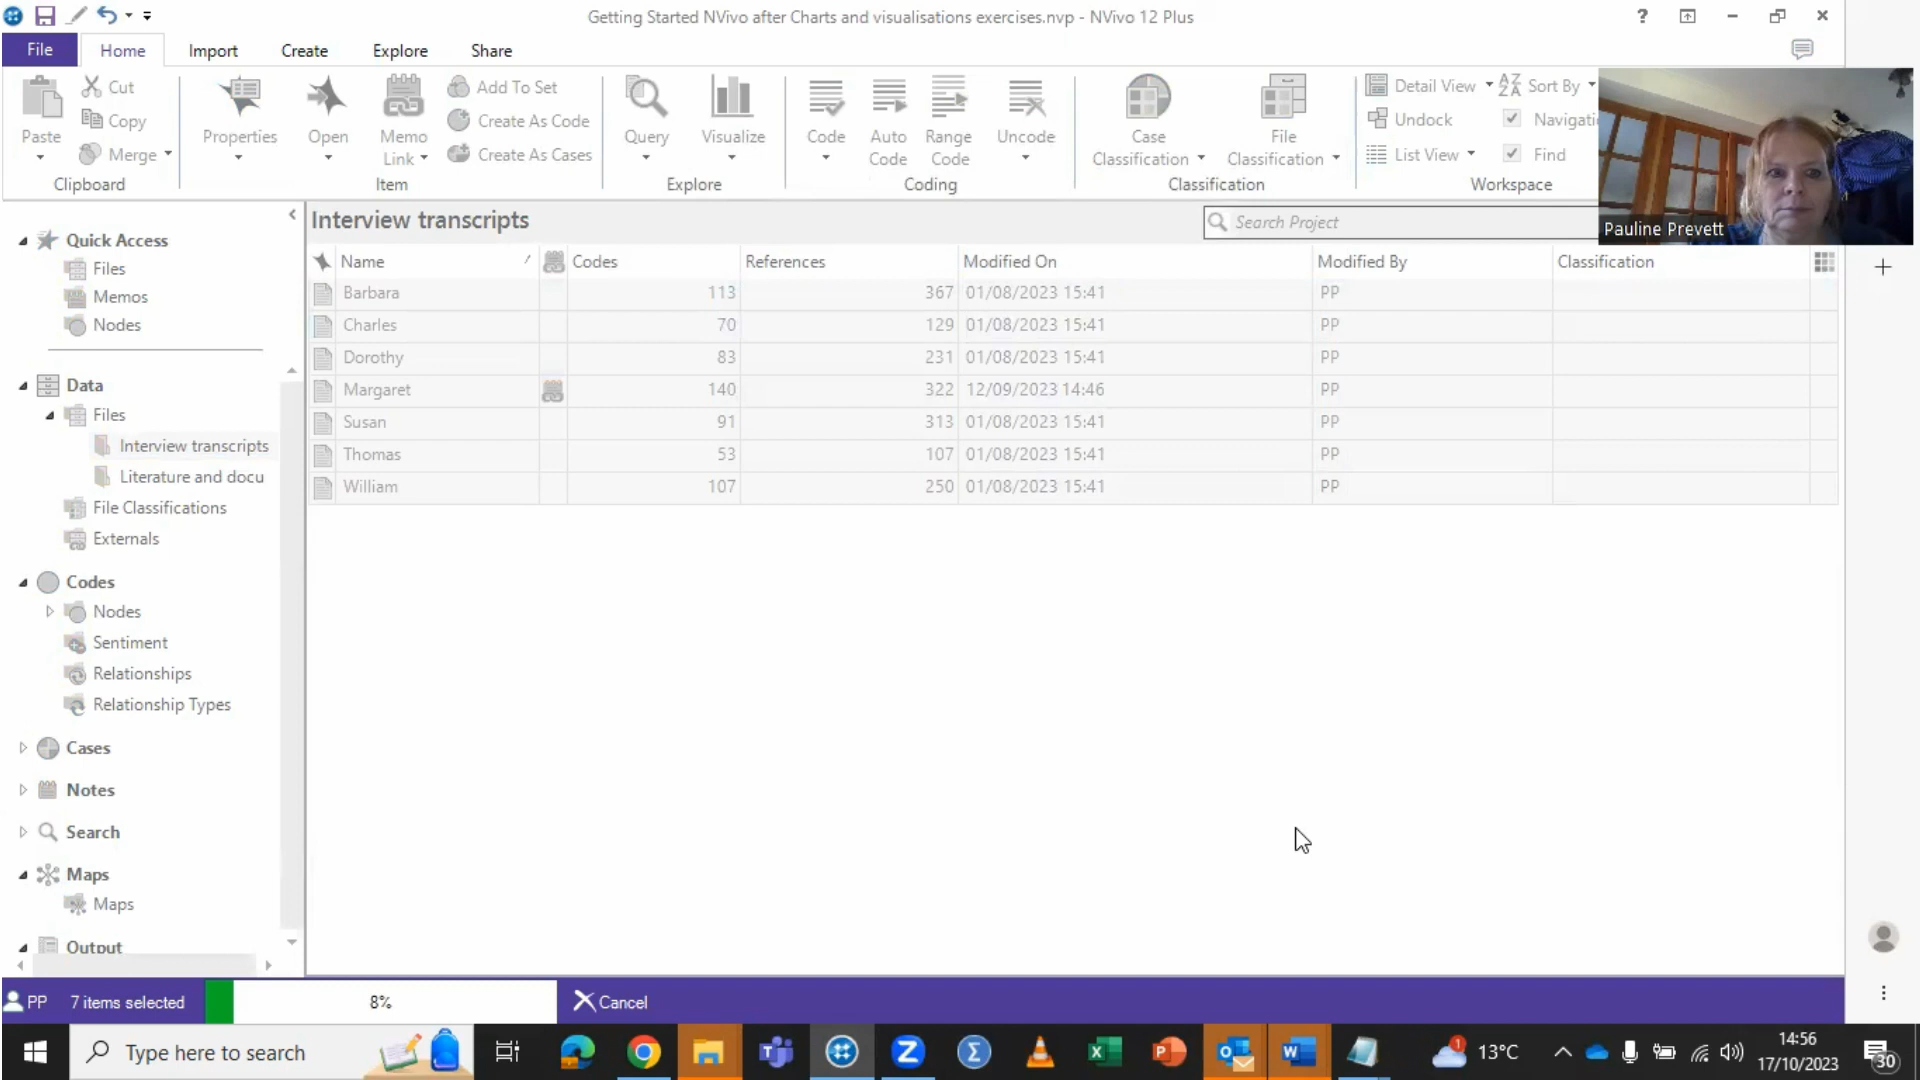 Getting Started NVivo after Charts and visualisations exercises.nvp - NVivo 12 Plus
?
File Home Import Create Explore Share
Paste
Cut
Copy
Merge
Clipboard
Properties
Open
Memo Link
Add To Set
Create As Code
Create As Cases
Item
Query
Visualize
Explore
Code
Auto Code
Range Code
Uncode
Coding
Case Classification
File Classification
Classification
Detail View
Sort By
Undock
List View
Find
Workspace
Pauline Prevett
Quick Access
Files
Memos
Nodes
Data
Files
Interview transcripts
Literature and docu
File Classifications
Externals
Codes
Nodes
Sentiment
Relationships
Relationship Types
Cases
Notes
Search
Maps
Maps
Output
Interview transcripts
Search Project
Name Codes References Modified On Modified By Classification
Barbara 113 367 01/08/2023 15:41 PP
Charles 70 129 01/08/2023 15:41 PP
Dorothy 83 231 01/08/2023 15:41 PP
Margaret 140 322 12/09/2023 14:46 PP
Susan 91 313 01/08/2023 15:41 PP
Thomas 53 107 01/08/2023 15:41 PP
William 107 250 01/08/2023 15:41 PP
PP 7 items selected 8% Cancel
Type here to search
13°C
14:56
17/10/2023
30